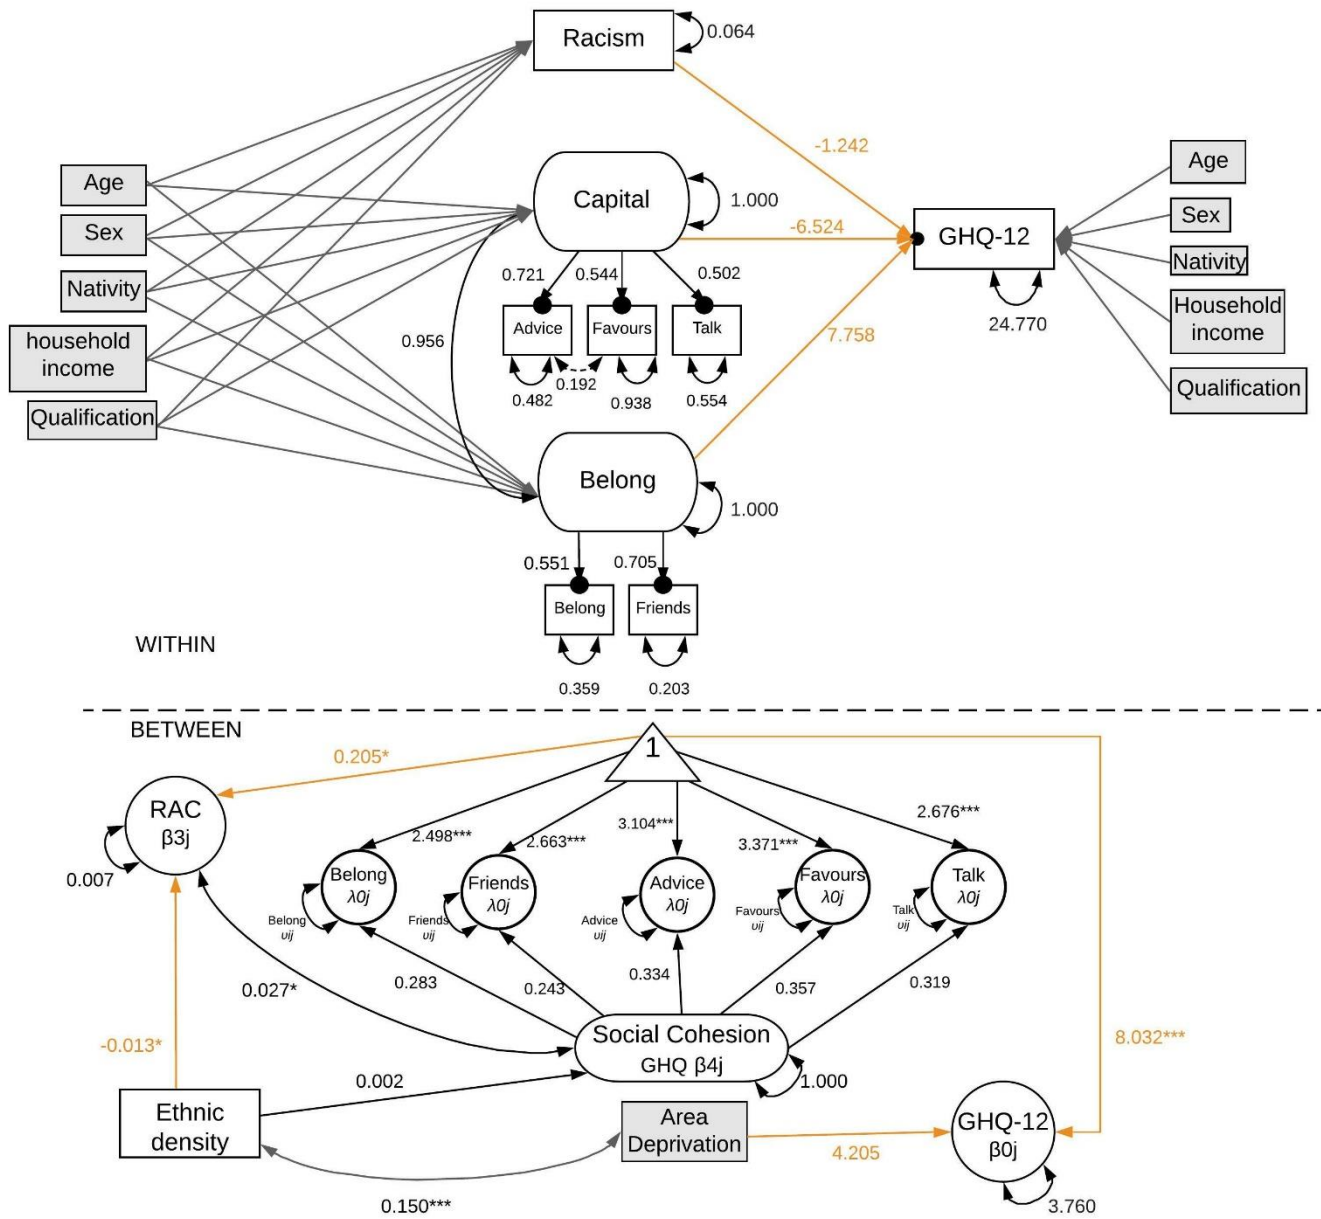 Racism
0.064
-1.242
Age
Sex
Nativity
household
income
Qualification
Capital
1.000
-6.524
GHQ-12
24.770
Age
Sex
Nativity
Household
income
Qualification
0.721
0.544
0.502
Advice
Favours
Talk
0.192
0.482
0.938
0.554
0.956
7.758
Belong
1.000
0.551
0.705
Belong
Friends
0.359
0.203
WITHIN
BETWEEN
1
0.205*
RAC
β3j
0.007
2.498***
2.663***
3.104***
3.371***
2.676***
Belong
λ0j
Friends
λ0j
Advice
λ0j
Favours
λ0j
Talk
λ0j
Belong
υij
Friends
υij
Advice
υij
Favours
υij
Talk
υij
0.027*
0.283
0.243
0.334
0.357
0.319
-0.013*
Social Cohesion
GHQ β4j
1.000
8.032***
0.002
Ethnic
density
Area
Deprivation
4.205
GHQ-12
β0j
3.760
0.150***